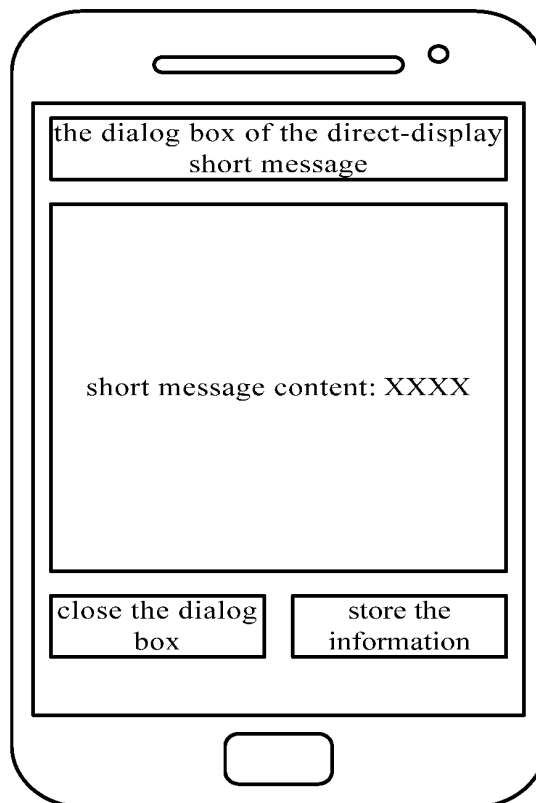 the dialog box of the direct-display
short message
short message content: XXXX
close the dialog
box
store the
information